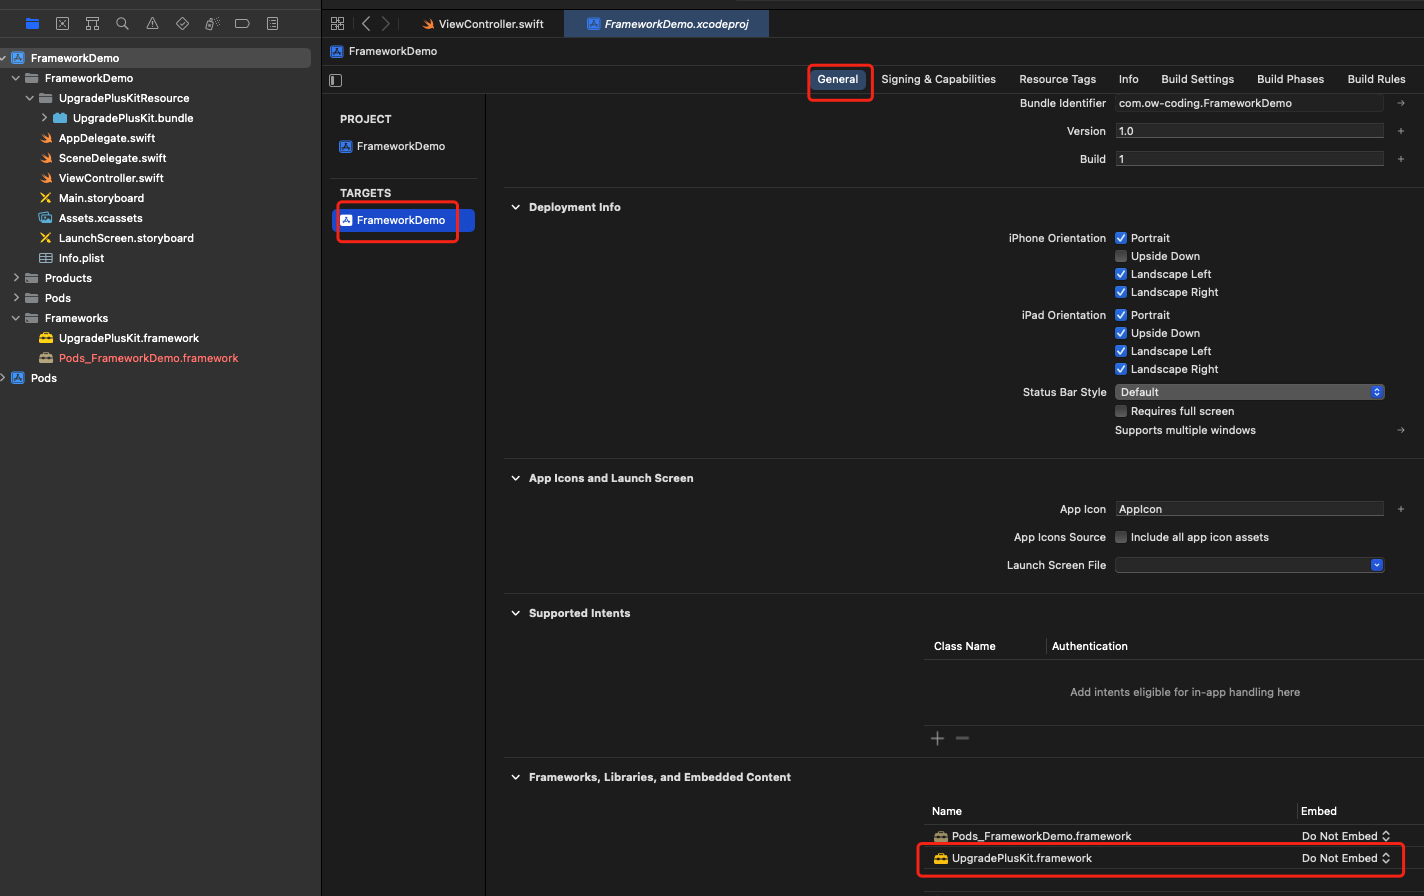 ViewController.swift
FrameworkDemo.xcodeproj
FrameworkDemo
General
Signing & Capabilities
Resource Tags
Info
Build Settings
Build Phases
Build Rules
FrameworkDemo
FrameworkDemo
UpgradePlusKitResource
UpgradePlusKit.bundle
AppDelegate.swift
SceneDelegate.swift
ViewController.swift
Main.storyboard
Assets.xcassets
LaunchScreen.storyboard
Info.plist
Products
Pods
Frameworks
UpgradePlusKit.framework
Pods_FrameworkDemo.framework
Pods
PROJECT
FrameworkDemo
TARGETS
FrameworkDemo
Bundle Identifier com.ow-coding.FrameworkDemo
Version 1.0
Build 1
Deployment Info
iPhone Orientation Portrait
Upside Down
Landscape Left
Landscape Right
iPad Orientation Portrait
Upside Down
Landscape Left
Landscape Right
Status Bar Style Default
Requires full screen
Supports multiple windows
App Icons and Launch Screen
App Icon AppIcon
App Icons Source Include all app icon assets
Launch Screen File
Supported Intents
Class Name Authentication
Add intents eligible for in-app handling here
Frameworks, Libraries, and Embedded Content
Name Embed
Pods_FrameworkDemo.framework Do Not Embed
UpgradePlusKit.framework Do Not Embed